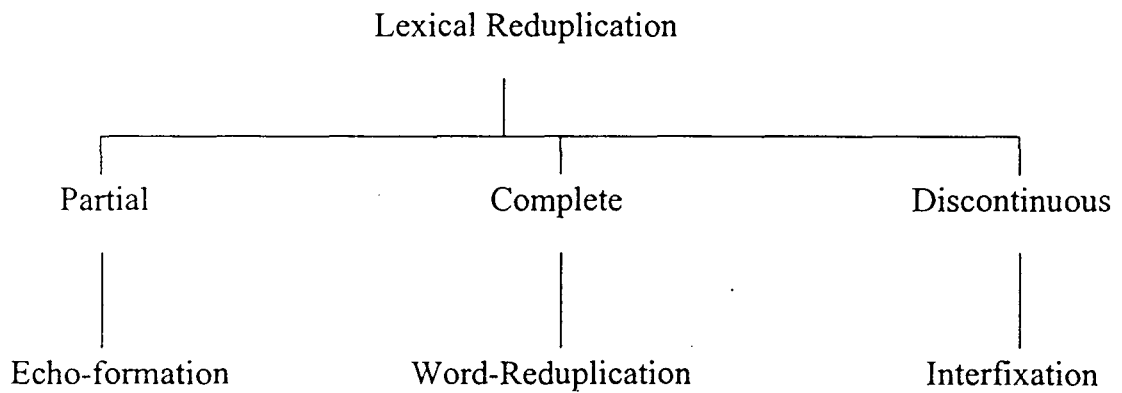 Lexical Reduplication
Partial Complete Discontinuous
Echo-formation Word-Reduplication Interfixation